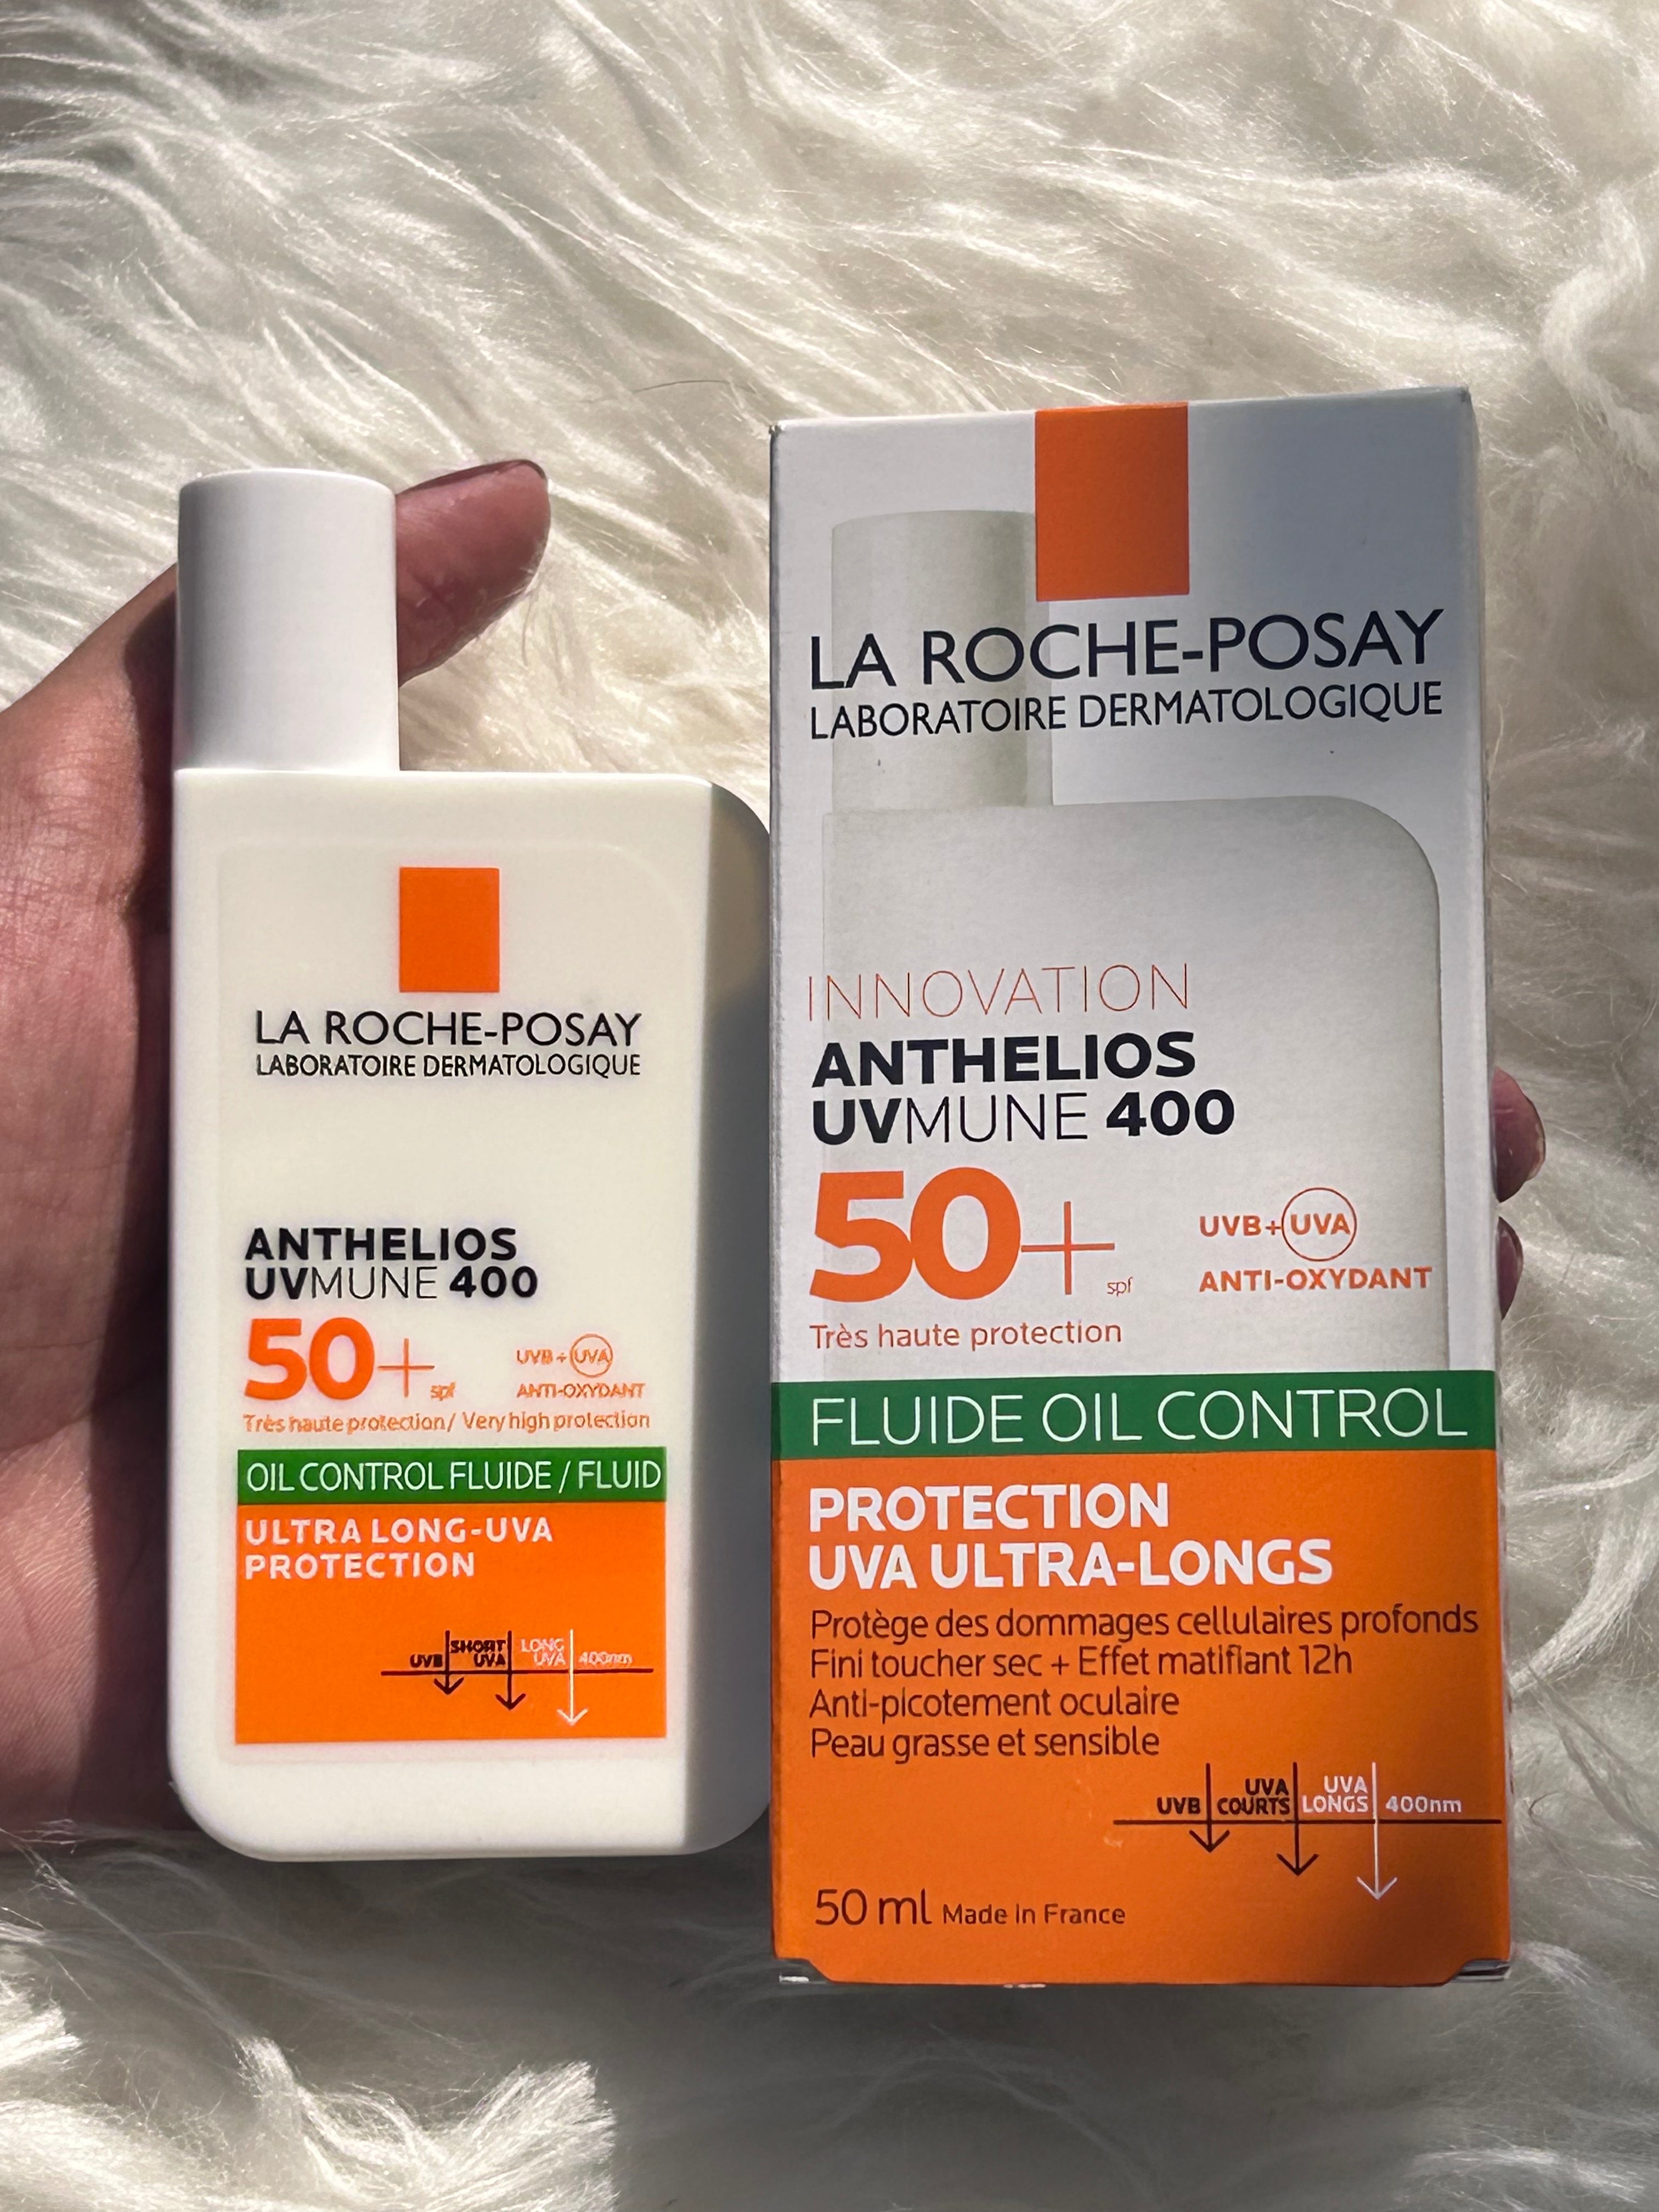 LA ROCHE-POSAY
LABORATOIRE DERMATOLOGIQUE
ANTHELIOS
UVMUNE 400
50+ spf
UVB+UVA
ANTI-OXYDANT
Très haute protection/ Very high protection
OIL CONTROL FLUIDE / FLUID
ULTRA LONG-UVA
PROTECTION
UVB SHORT UVA LONG UVA 400nm
LA ROCHE-POSAY
LABORATOIRE DERMATOLOGIQUE
INNOVATION
ANTHELIOS
UVMUNE 400
50+ spf
UVB+UVA
ANTI-OXYDANT
Très haute protection
FLUIDE OIL CONTROL
PROTECTION
UVA ULTRA-LONGS
Protège des dommages cellulaires profonds
Fini toucher sec + Effet matifiant 12h
Anti-picotement oculaire
Peau grasse et sensible
UVB UVA COURTS UVA LONGS 400nm
50 ml Made in France